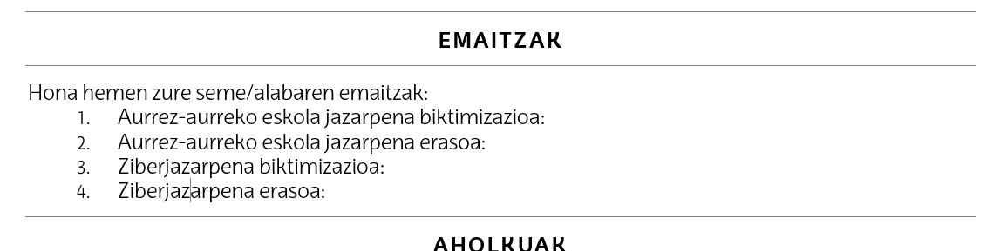 EMAITZAK
Hona hemen zure seme/alabaren emaitzak:
1. Aurrez-aurreko eskola jazarpena biktimizazioa:
2. Aurrez-aurreko eskola jazarpena erasoa:
3. Ziberjazarpena biktimizazioa:
4. Ziberjazarpena erasoa:
AHOLKUAK